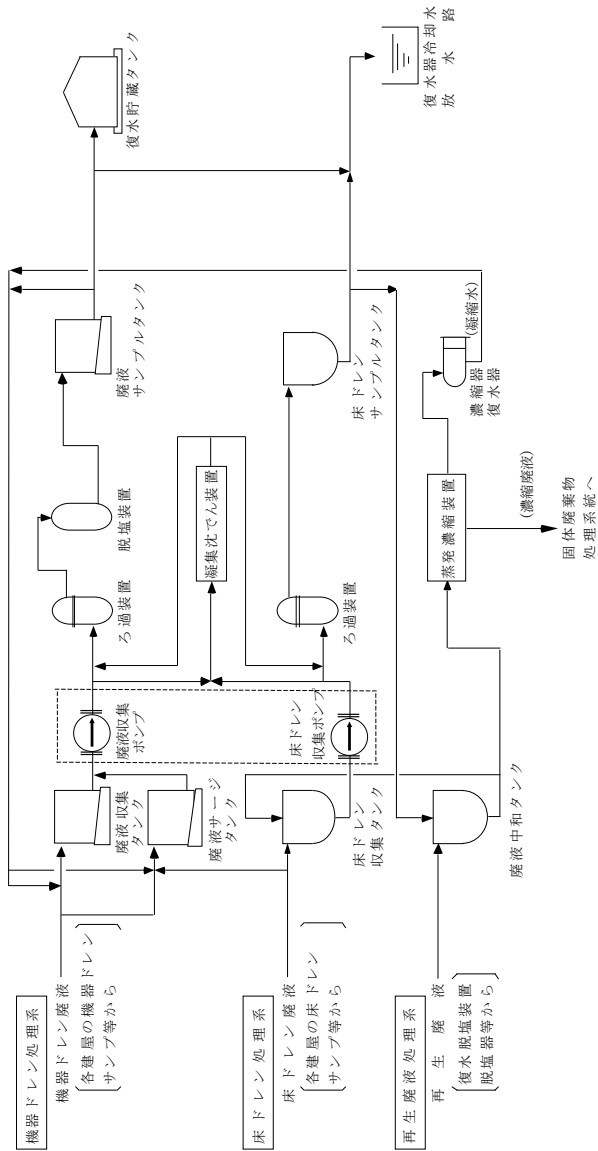 機器ドレン処理系
機器ドレン廃液
各建屋の機器ドレン
サンプ等から
廃液収集
タンク
廃液サージ
タンク
廃液収集
ポンプ
ろ過装置
脱塩装置
廃液
サンプルタンク
復水貯蔵タンク
凝集沈でん装置
床ドレン処理系
床ドレン廃液
各建屋の床ドレン
サンプ等から
床ドレン
収集タンク
床ドレン
収集ポンプ
ろ過装置
床ドレン
サンプルタンク
復水器冷却水
放水路
再生廃液処理系
再生廃液
復水脱塩装置
脱塩器等から
廃液中和タンク
蒸発濃縮装置
(濃縮廃液)
固体廃棄物
処理系統へ
濃縮器
復水器
(凝縮水)